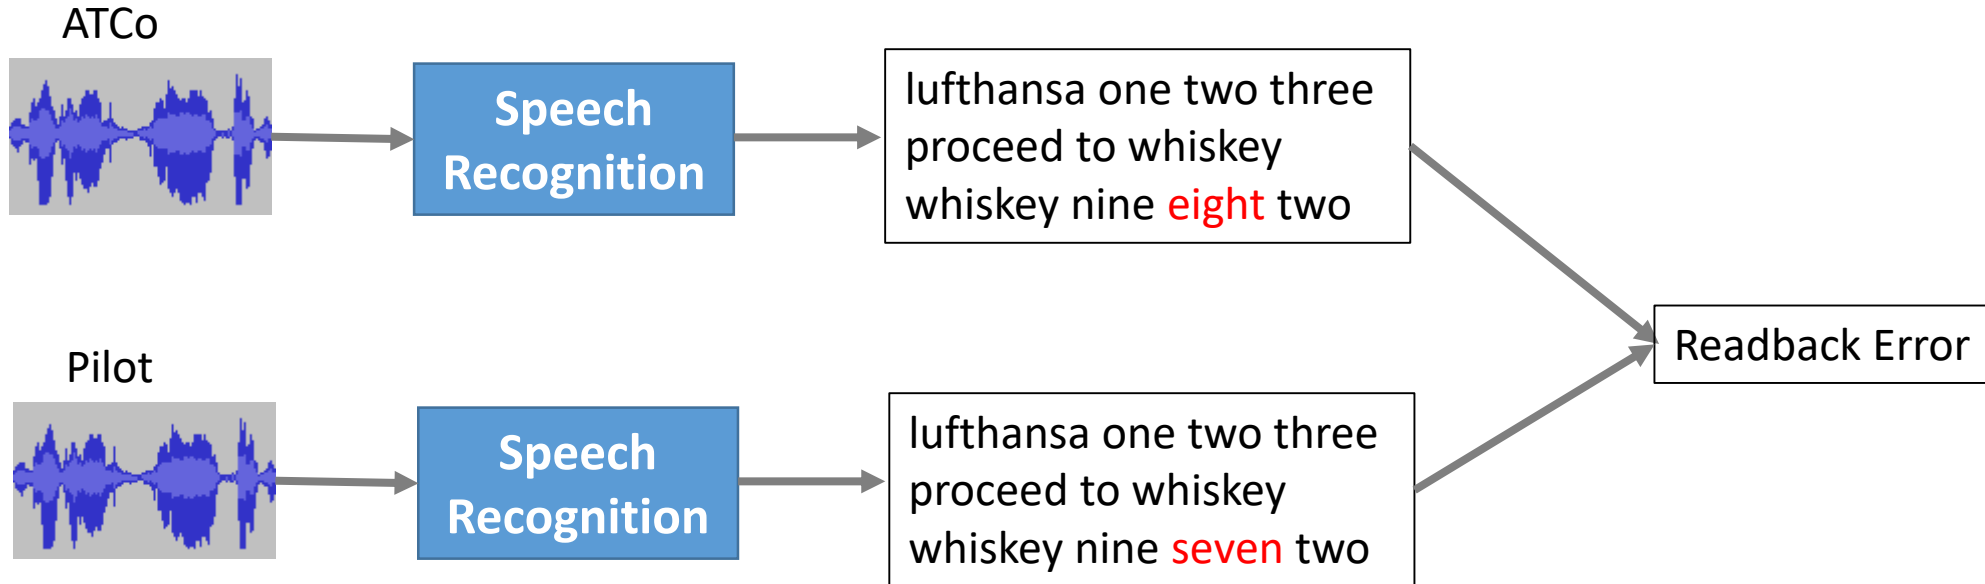 ATCo
Speech
Recognition
lufthansa one two three
proceed to whiskey
whiskey nine eight two
Pilot
Speech
Recognition
lufthansa one two three
proceed to whiskey
whiskey nine seven two
Readback Error